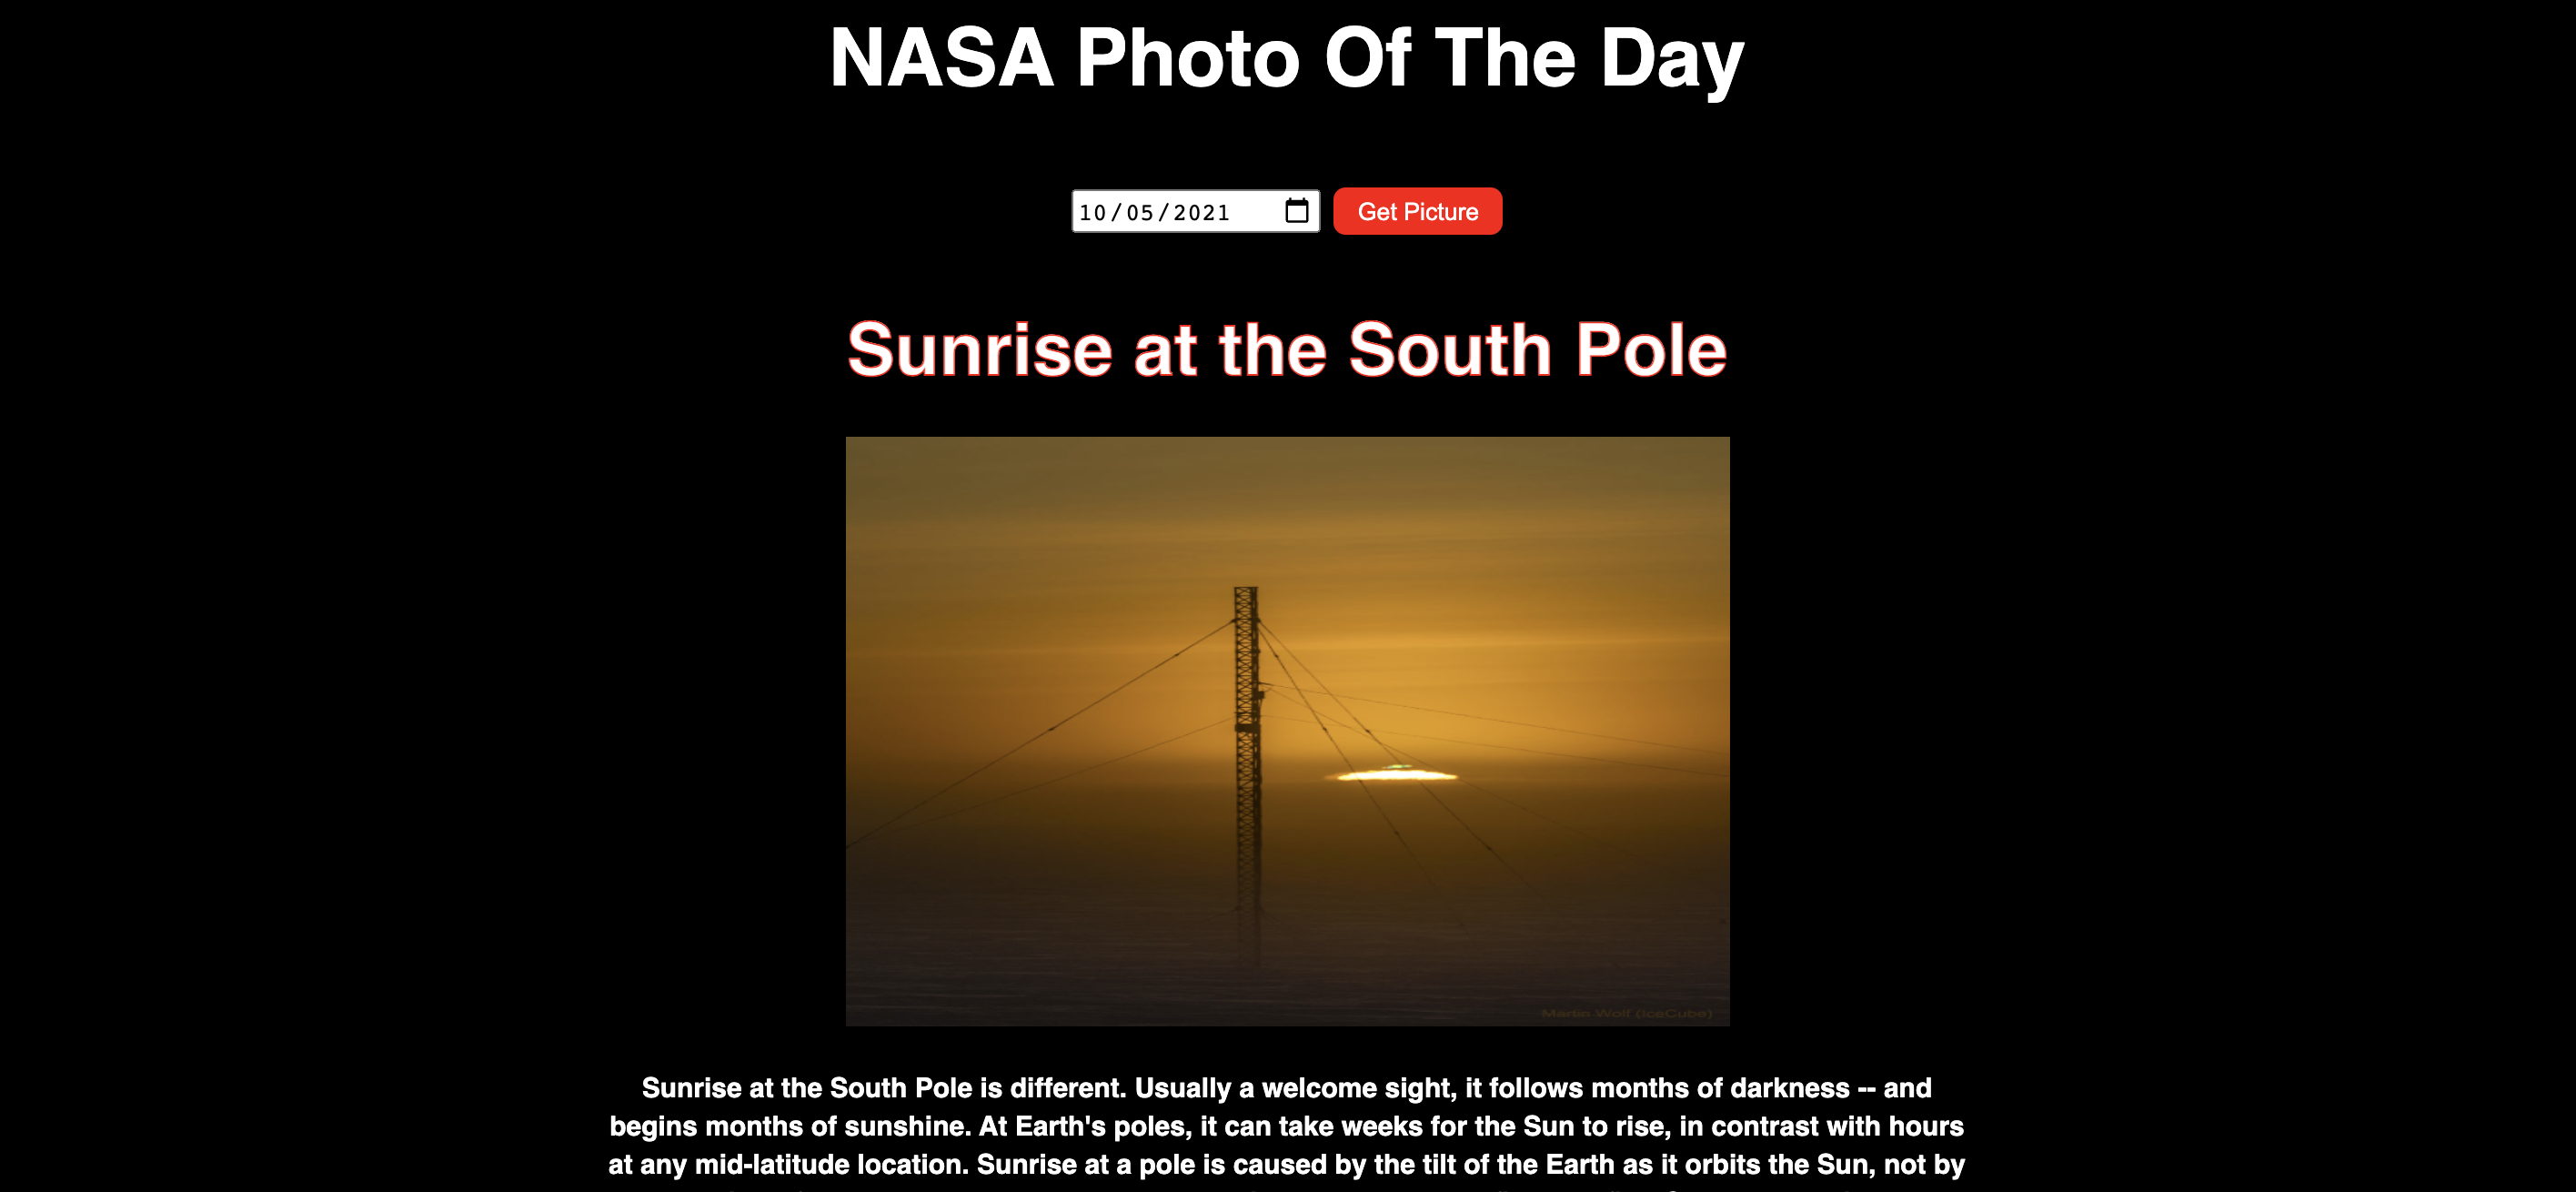 NASA Photo Of The Day
10/05/2021
Get Picture
Sunrise at the South Pole
Martin Wolf (IceCube)
Sunrise at the South Pole is different. Usually a welcome sight, it follows months of darkness -- and
begins months of sunshine. At Earth's poles, it can take weeks for the Sun to rise, in contrast with hours
at any mid-latitude location. Sunrise at a pole is caused by the tilt of the Earth as it orbits the Sun, not by